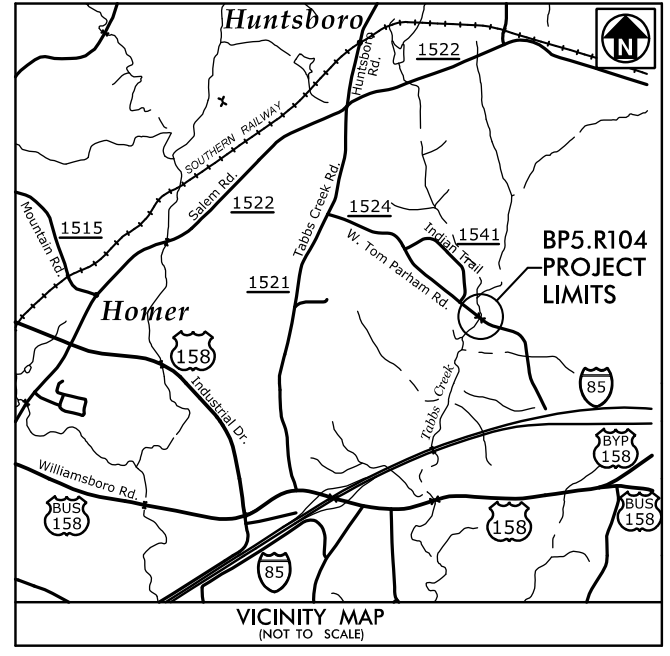 Huntsboro
N
1522
Huntsboro
Rd.
SOUTHERN RAILWAY
Salem Rd.
1522
Tabbs Creek Rd.
1524
Indian Trail
1541
Mountain Rd.
1515
W. Tom Parham Rd.
BP5.R104
PROJECT
LIMITS
1521
Homer
158
Industrial Dr.
Tabbs Creek
85
BYP
158
Williamsboro Rd.
BUS
158
158
BUS
158
85
VICINITY MAP
(NOT TO SCALE)